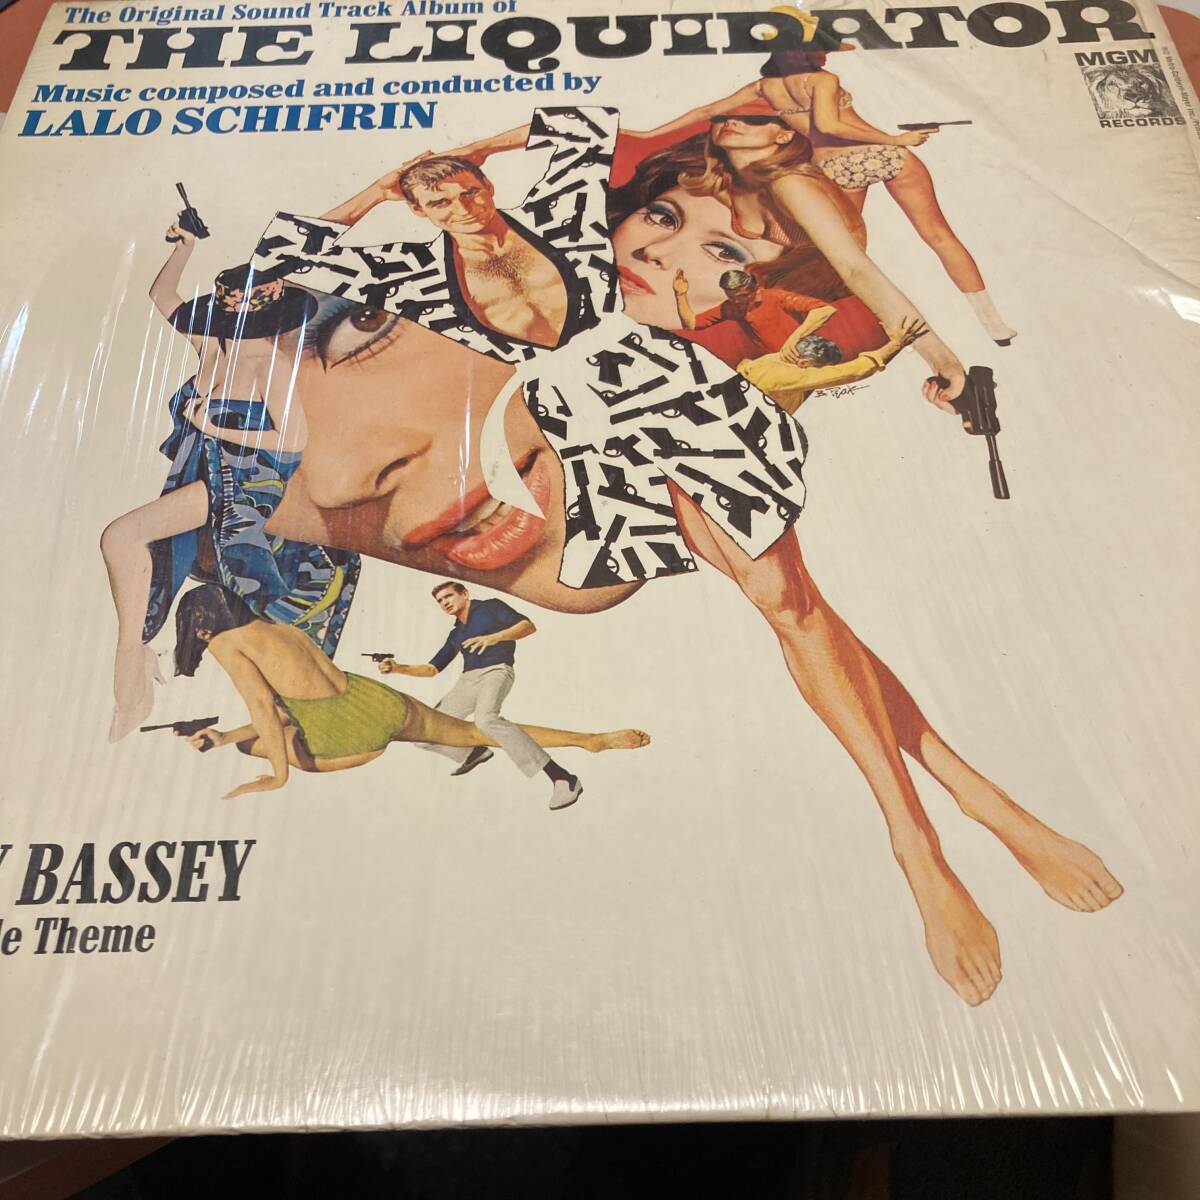 The Original Sound Track Album of
THE LiQUiDATOR
Music composed and conducted by
LALO SCHIFRIN
MGM
RECORDS
B PEAK
Y BASSEY
le Theme